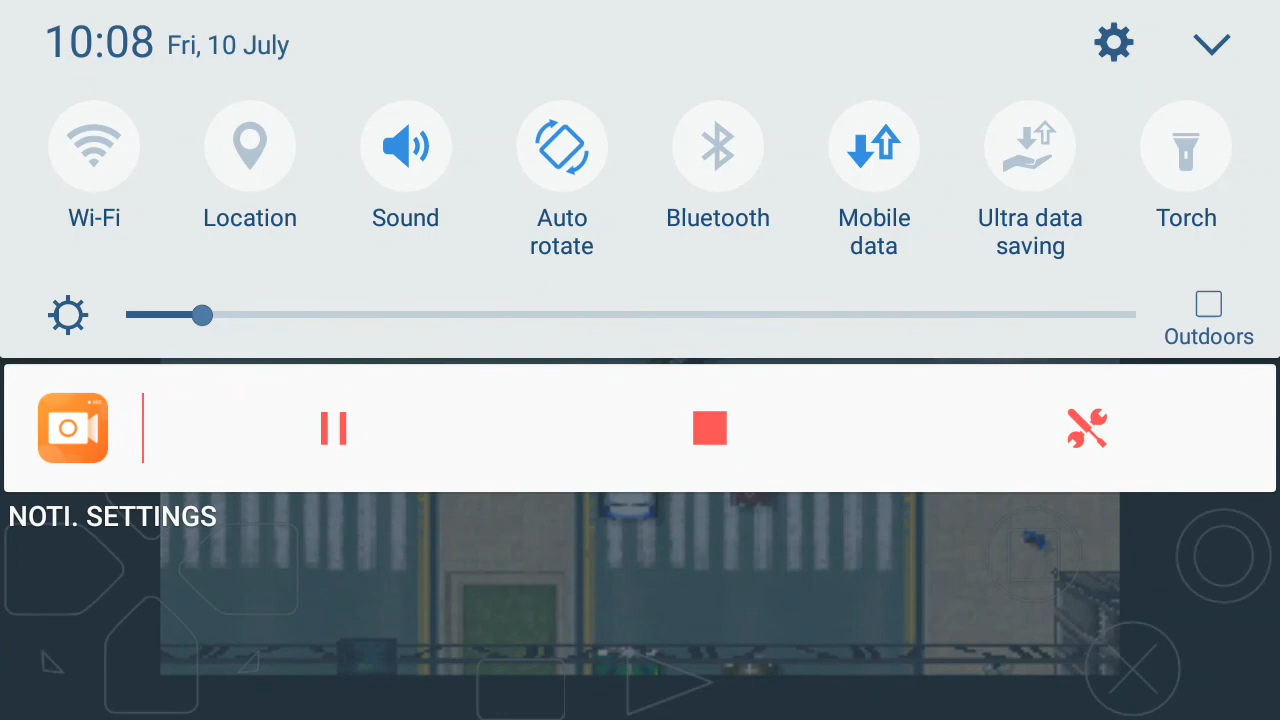 10:08 Fri, 10 July
Wi-Fi
Location
Sound
Auto
rotate
Bluetooth
Mobile
data
Ultra data
saving
Torch
Outdoors
NOTI. SETTINGS